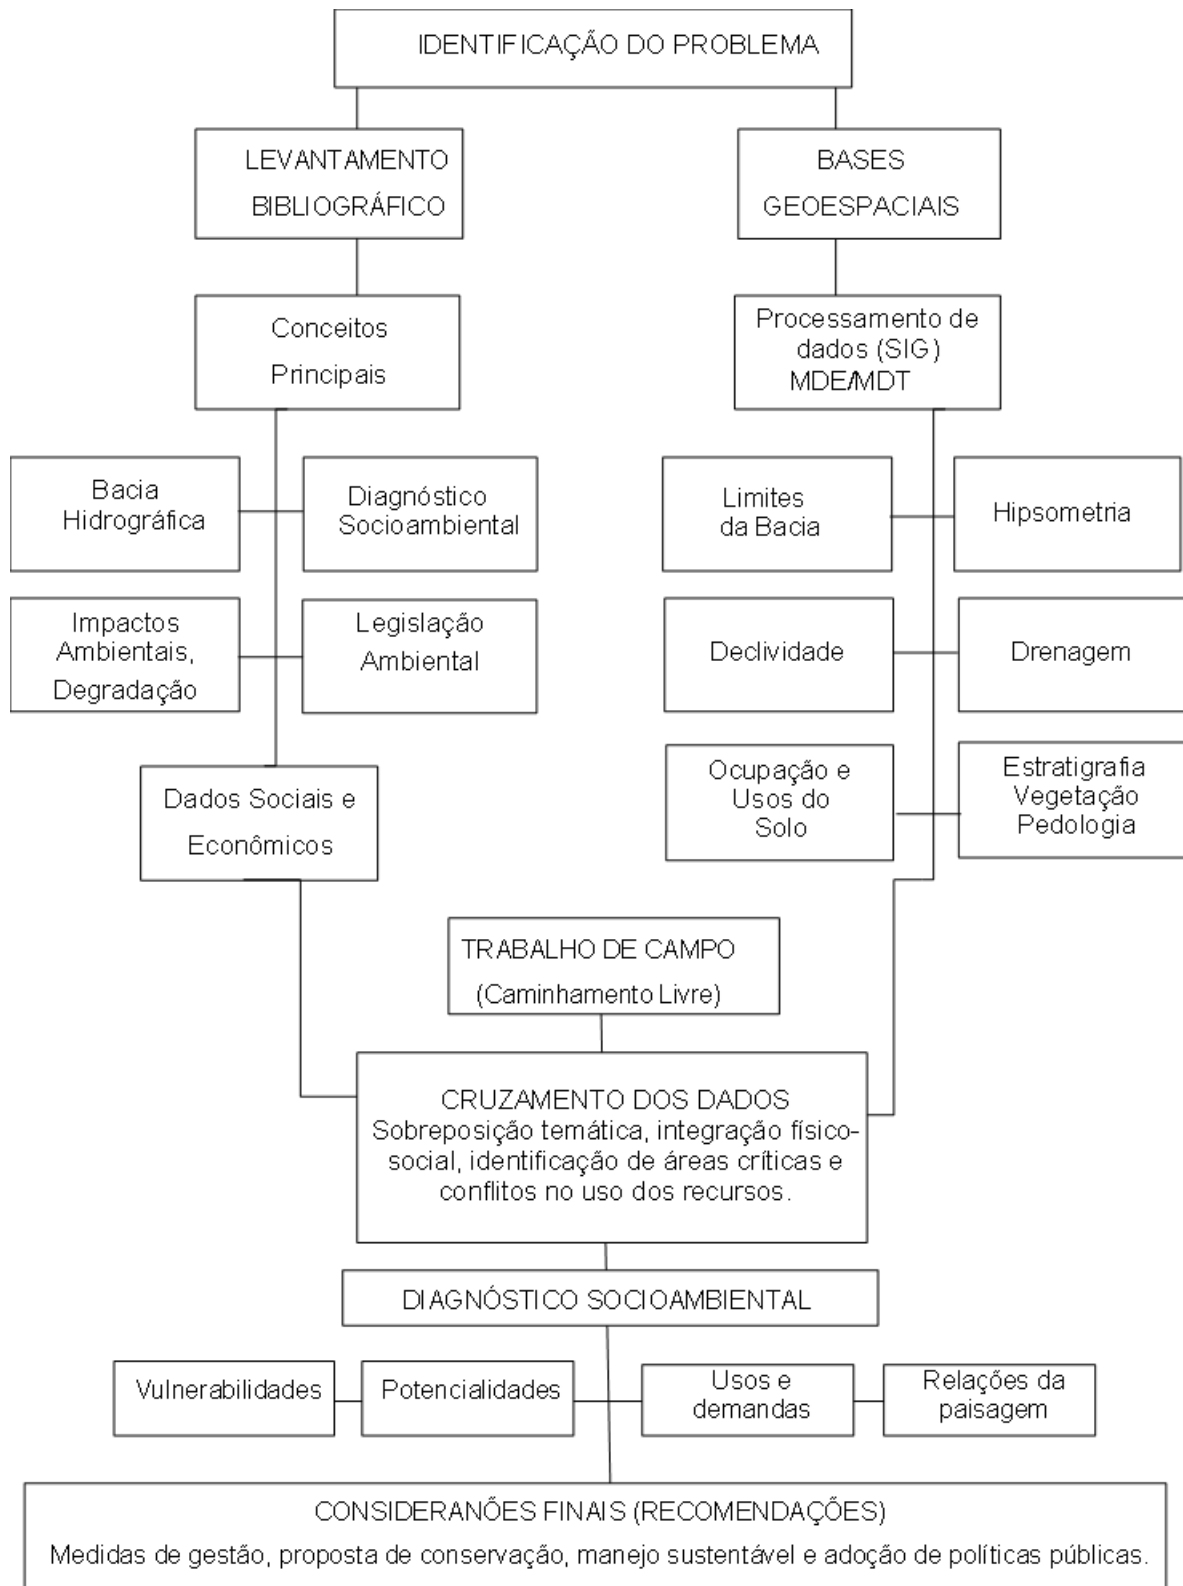 IDENTIFICAÇÃO DO PROBLEMA
LEVANTAMENTO
BIBLIOGRÁFICO
BASES
GEOESPACIAIS
Conceitos
Principais
Processamento de
dados (SIG)
MDE/MDT
Bacia
Hidrográfica
Diagnóstico
Socioambiental
Limites
da Bacia
Hipsometria
Impactos
Ambientais,
Degradação
Legislação
Ambiental
Declividade
Drenagem
Dados Sociais e
Econômicos
Ocupação e
Usos do
Solo
Estratigrafia
Vegetação
Pedologia
TRABALHO DE CAMPO
(Caminhamento Livre)
CRUZAMENTO DOS DADOS
Sobreposição temática, integração físico-
social, identificação de áreas críticas e
conflitos no uso dos recursos.
DIAGNÓSTICO SOCIOAMBIENTAL
Vulnerabilidades
Potencialidades
Usos e
demandas
Relações da
paisagem
CONSIDERANÕES FINAIS (RECOMENDAÇÕES)
Medidas de gestão, proposta de conservação, manejo sustentável e adoção de políticas públicas.